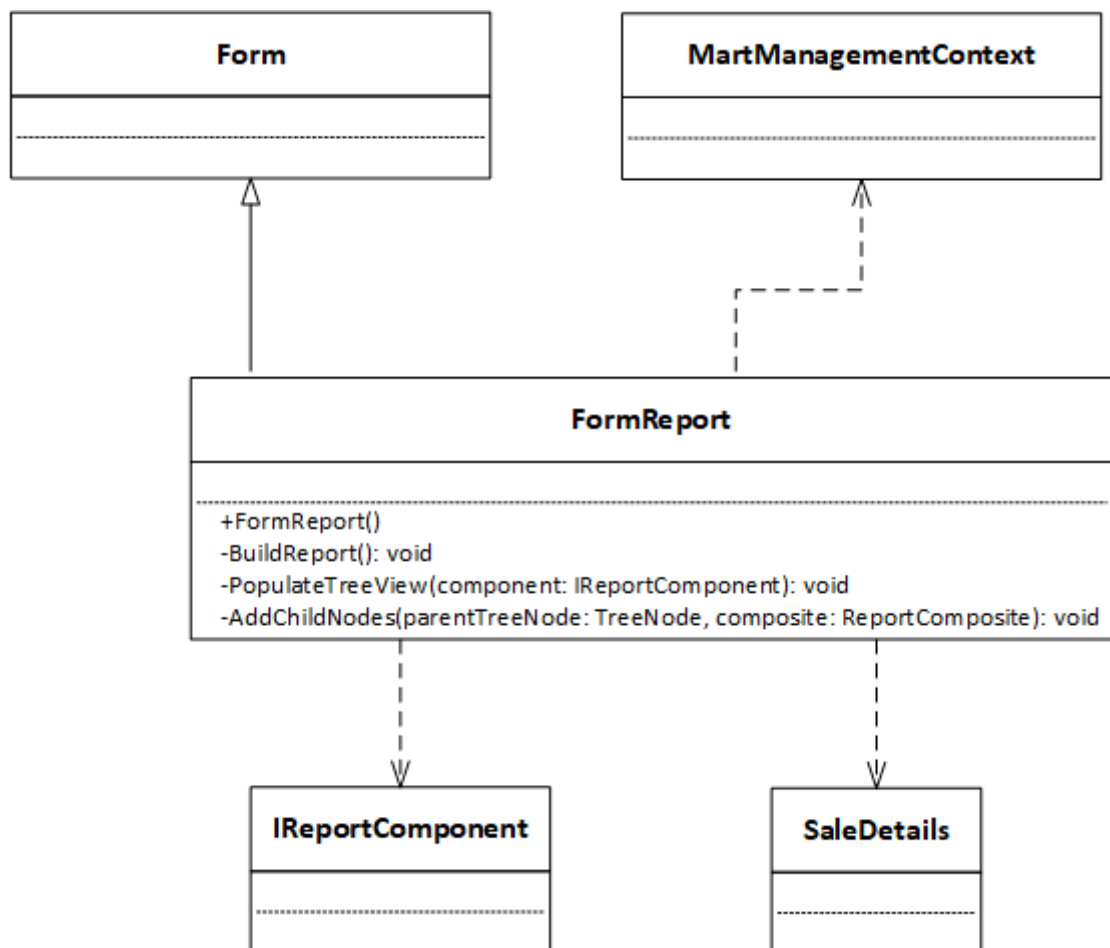 Form
MartManagementContext
FormReport
+FormReport()
-BuildReport(): void
-PopulateTreeView(component: IReportComponent): void
-AddChildNodes(parentTreeNode: TreeNode, composite: ReportComposite): void
IReportComponent
SaleDetails